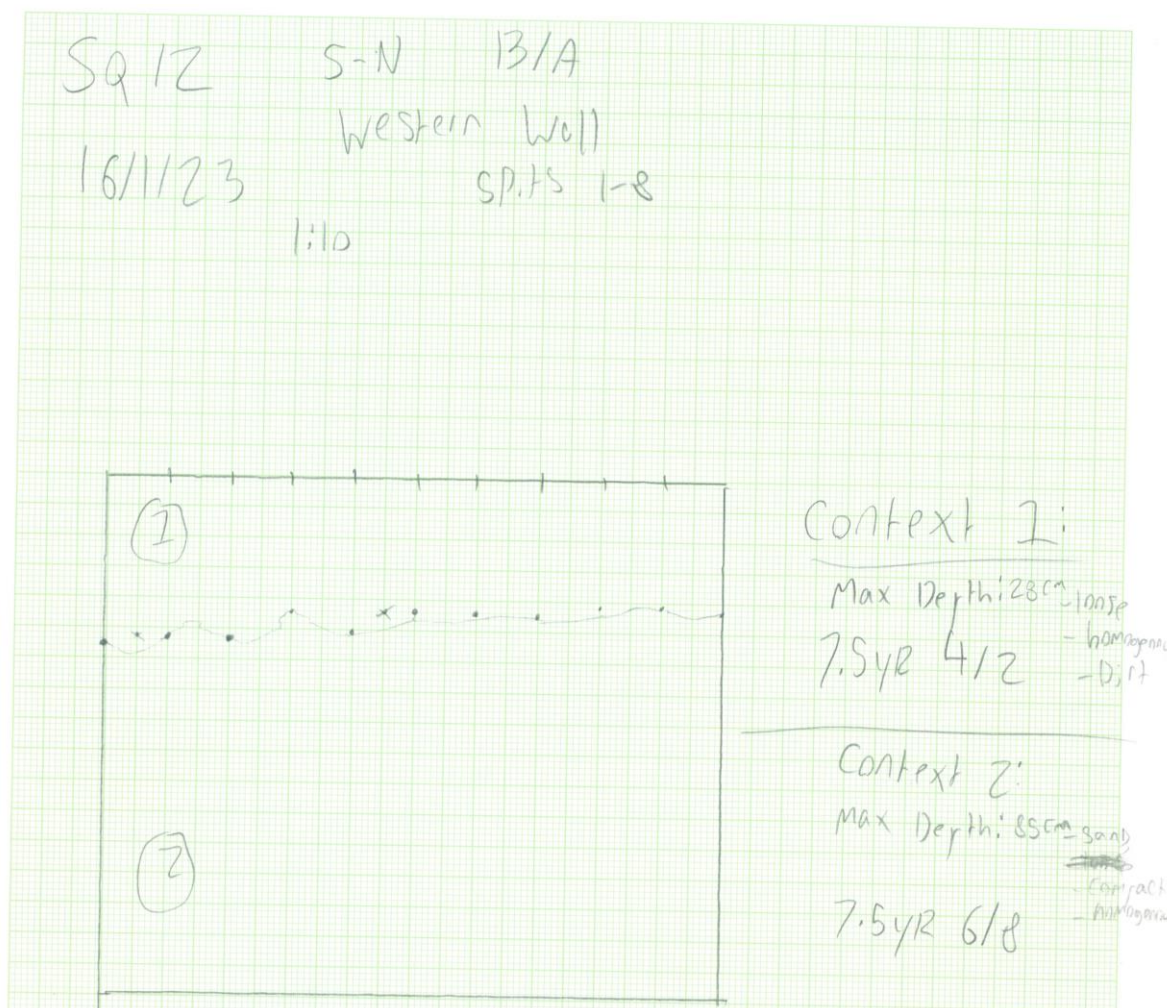 SQ 12 S-N B/A
Western Wall
16/1/23 Spits 1-8
1:10
1
Context 1:
Max Depth: 28cm - loose
- homogenous
7.5YR 4/2 - Dirt
2
Context 2:
Max Depth: 85cm - sand
- compact
7.5YR 6/8 - homogenous